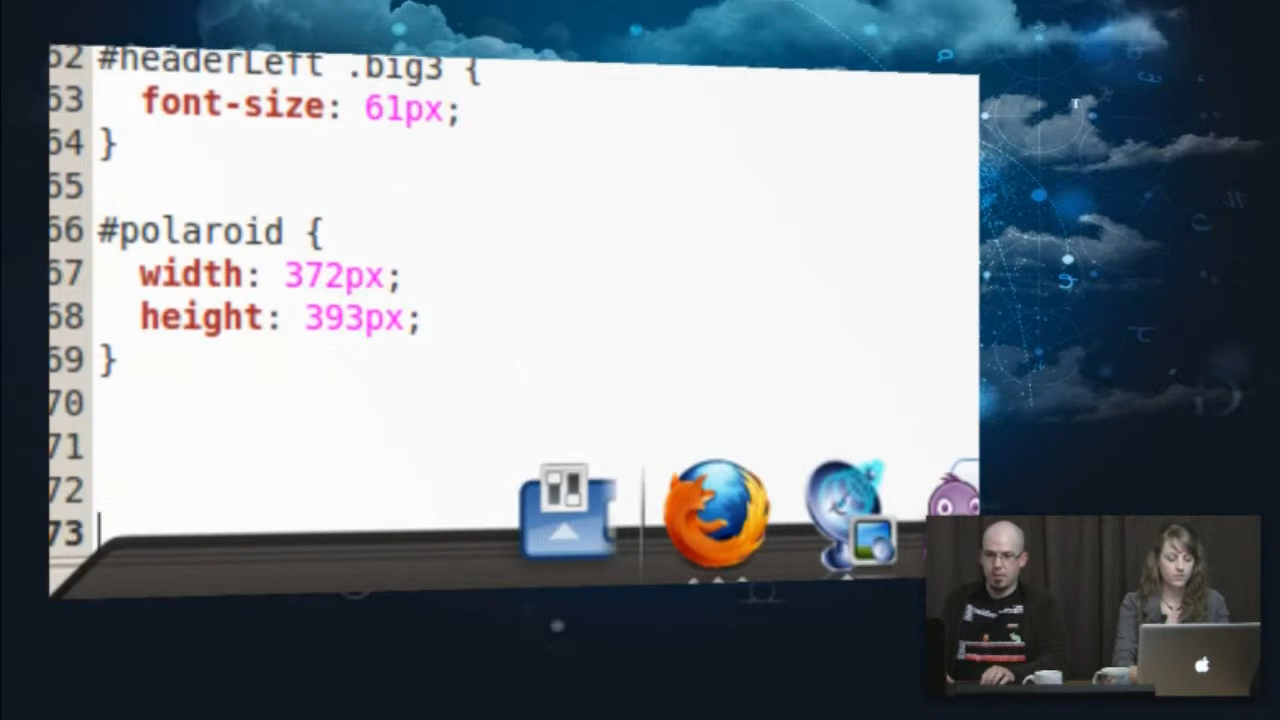 62 #headerLeft .big3 {
63 font-size: 61px;
64 }
65
66 #polaroid {
67 width: 372px;
68 height: 393px;
69 }
70
71
72
73